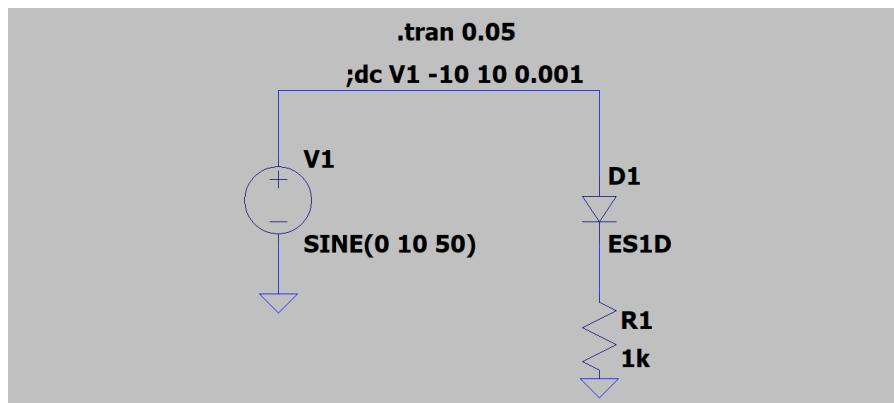 .tran 0.05
;dc V1 -10 10 0.001
V1
SINE(0 10 50)
D1
ES1D
R1
1k